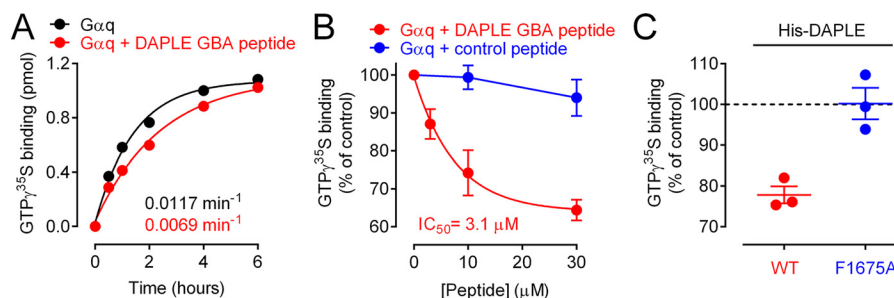 A
Gαq
Gαq + DAPLE GBA peptide
GTPγ³⁵S binding (pmol)
1.2
0.8
0.4
0.0
0.0117 min⁻¹
0.0069 min⁻¹
0
2
4
6
Time (hours)
B
Gαq + DAPLE GBA peptide
Gαq + control peptide
GTPγ³⁵S binding
(% of control)
100
90
80
70
60
IC₅₀= 3.1 μM
0
10
20
30
[Peptide] (μM)
C
His-DAPLE
GTPγ³⁵S binding
(% of control)
110
100
90
80
70
WT
F1675A